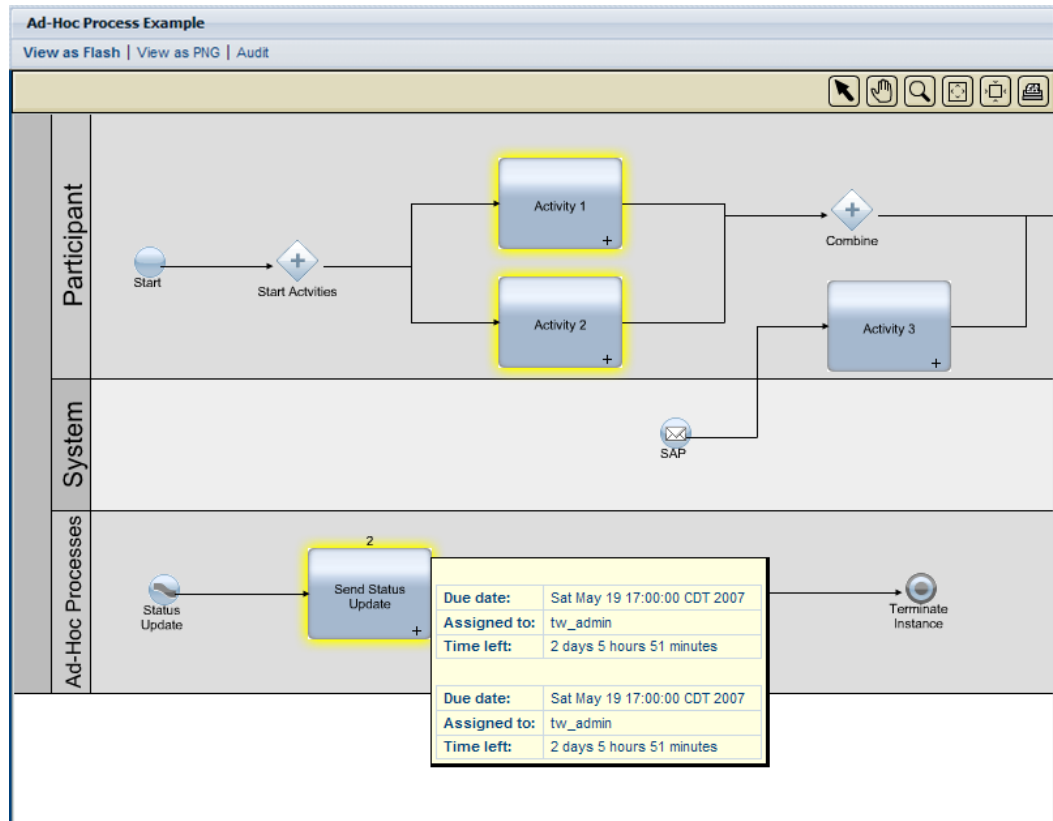 Ad-Hoc Process Example
View as Flash | View as PNG | Audit
Participant
Start
Start Actvities
Activity 1
Activity 2
Combine
Activity 3
System
SAP
Ad-Hoc Processes
Status
Update
2
Send Status
Update
Due date: Sat May 19 17:00:00 CDT 2007
Assigned to: tw_admin
Time left: 2 days 5 hours 51 minutes
Due date: Sat May 19 17:00:00 CDT 2007
Assigned to: tw_admin
Time left: 2 days 5 hours 51 minutes
Terminate
Instance